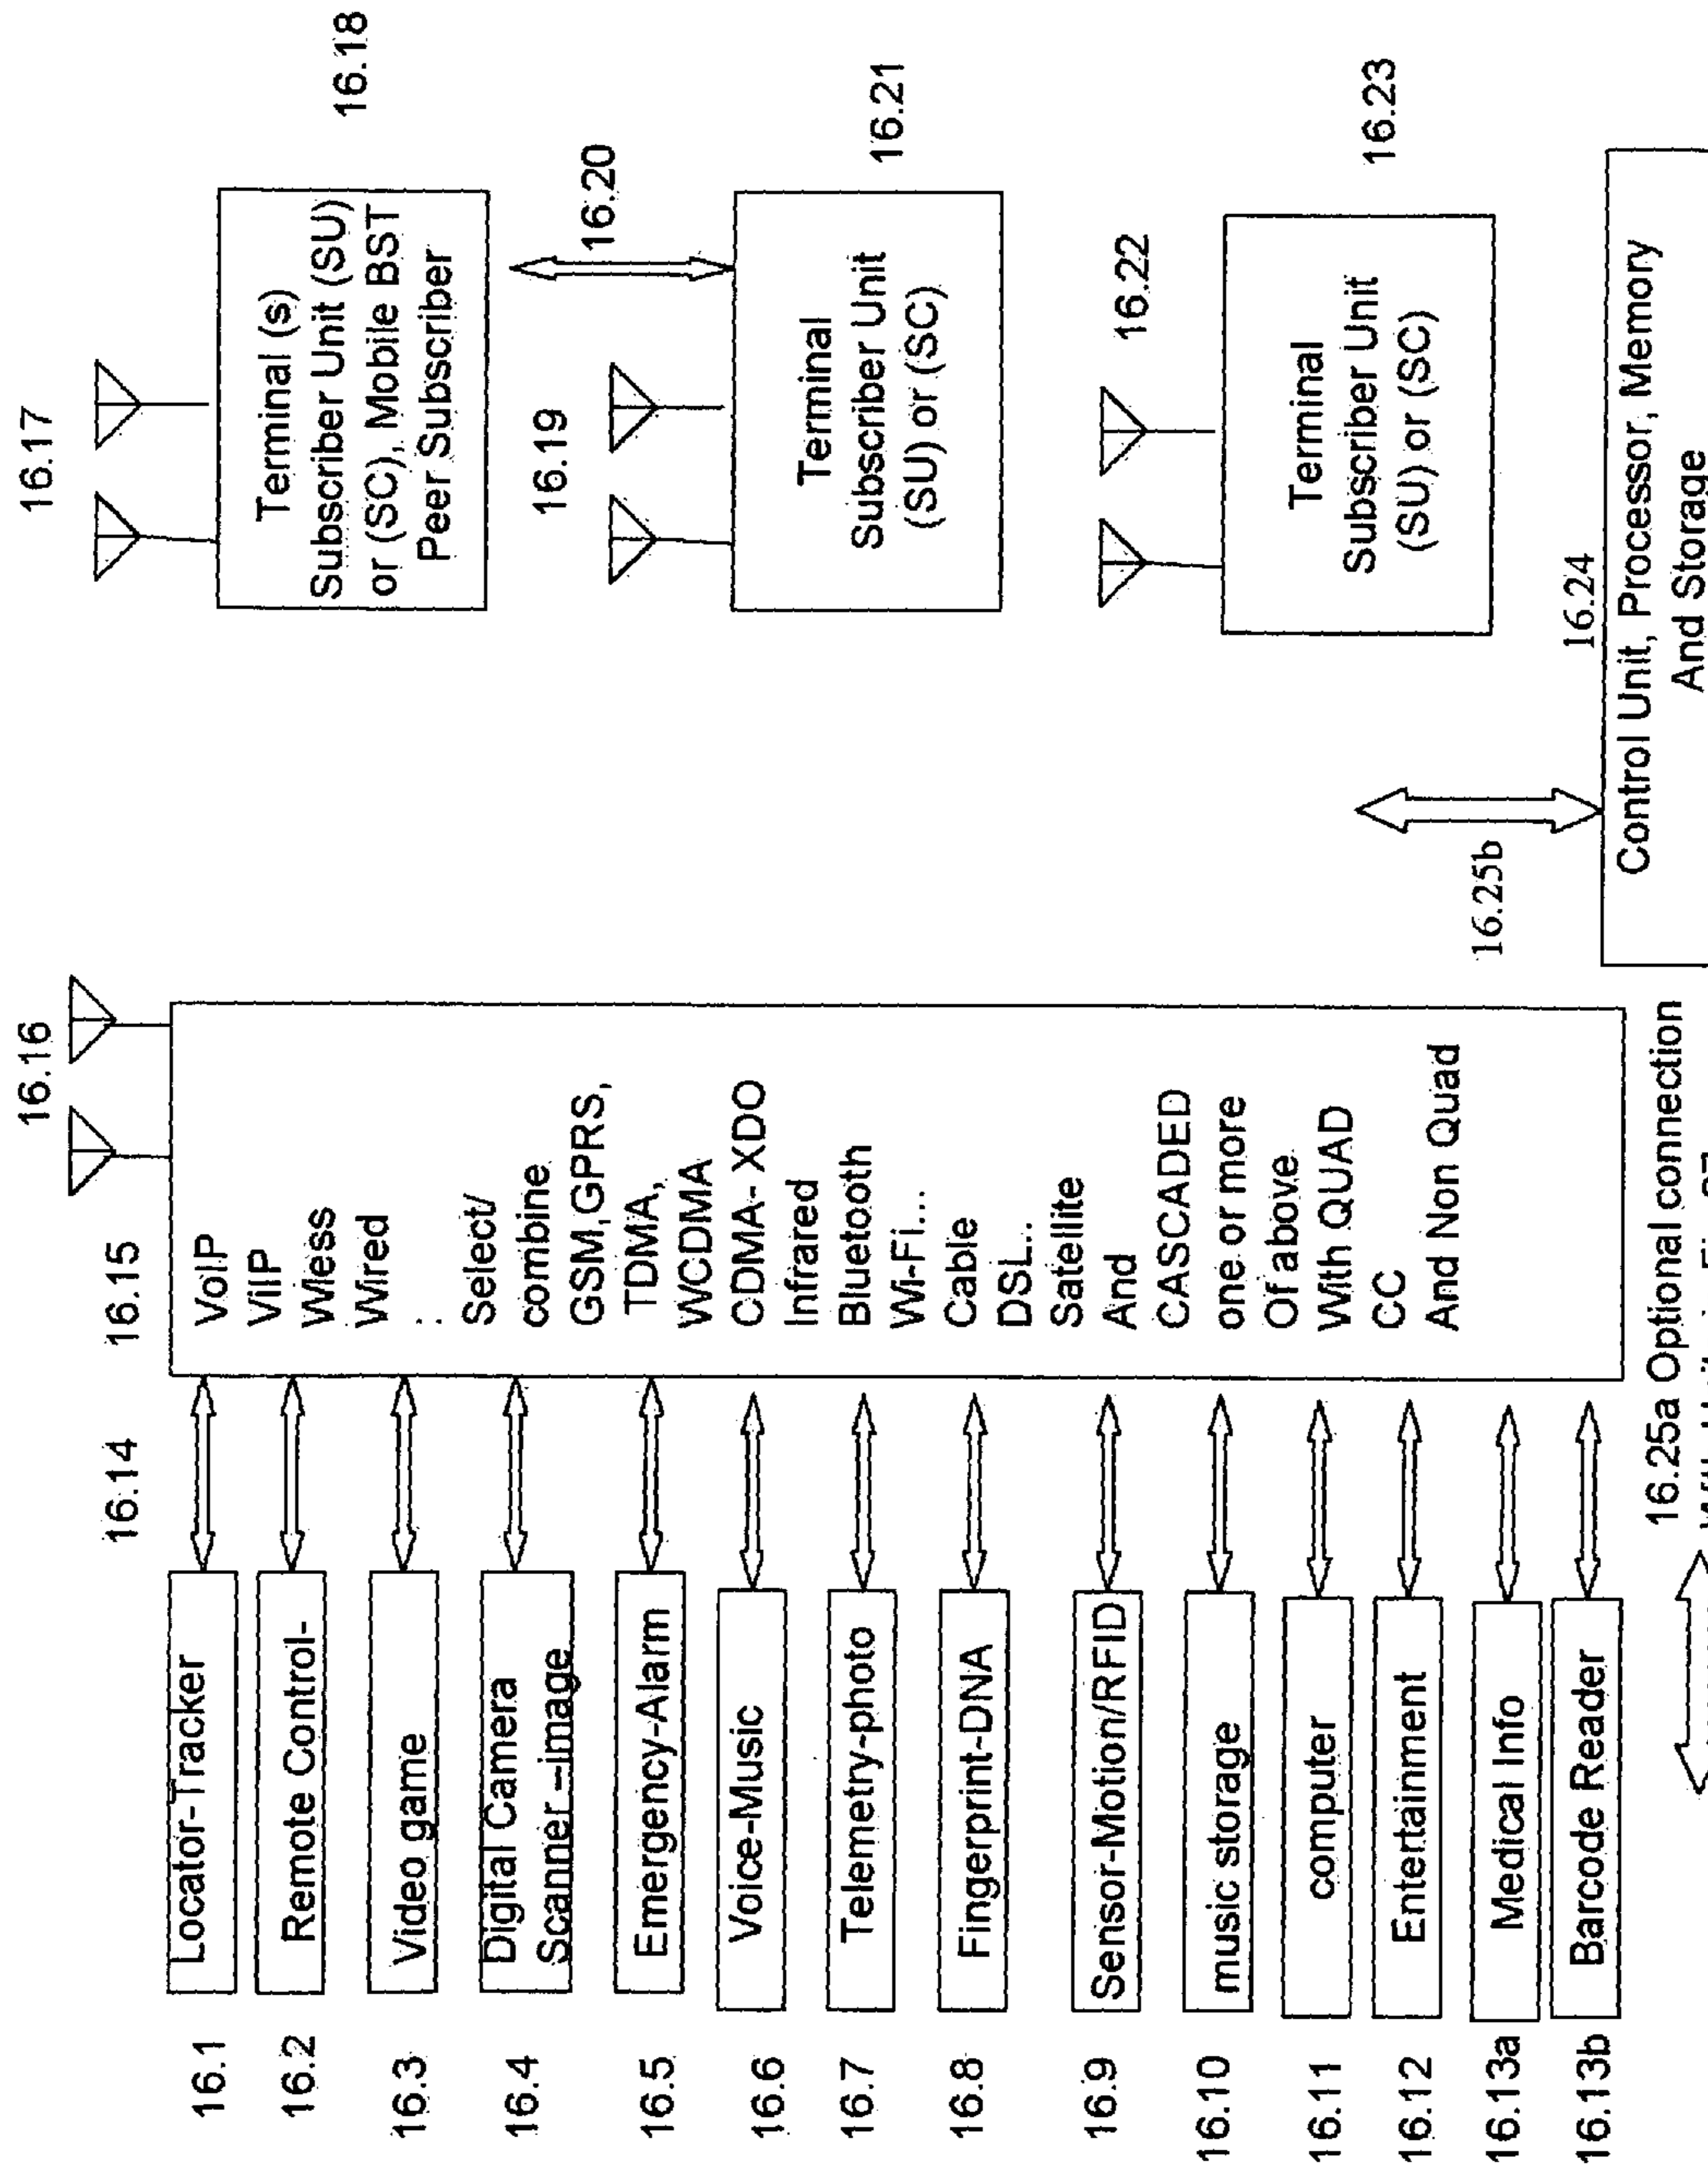 16.16
16.17
16.14
16.15
16.18
16.1
Locator-Tracker
16.2
Remote Control-
16.3
Video game
16.4
Digital Camera
Scanner –image
16.5
Emergency-Alarm
16.6
Voice-Music
16.7
Telemetry-photo
16.8
Fingerprint-DNA
16.9
Sensor-Motion/RFID
16.10
music storage
16.11
computer
16.12
Entertainment
16.13a
Medical Info
16.13b
Barcode Reader
VoIP
ViIP
Wless
Wired
..
Select/
combine
GSM,GPRS,
TDMA,
WCDMA
CDMA- XDO
Infrared
Bluetooth
Wi-Fi...
Cable
DSL..
Satellite
And
CASCADED
one or more
Of above
With QUAD
CC
And Non Quad
Terminal (s)
Subscriber Unit (SU)
or (SC), Mobile BST
Peer Subscriber
16.19
16.20
Terminal
Subscriber Unit
(SU) or (SC)
16.21
16.22
Terminal
Subscriber Unit
(SU) or (SC)
16.23
16.25b
16.24
Control Unit, Processor, Memory
And Storage
16.25a Optional connection